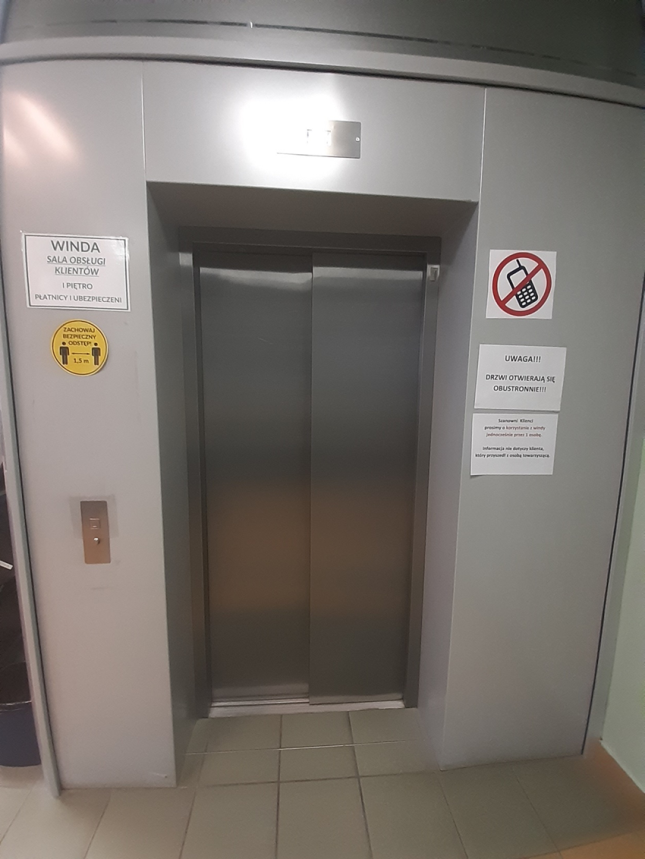 WINDA
SALA OBSŁUGI
KLIENTÓW
I PIĘTRO
PŁATNICY I UBEZPIECZENI
ZACHOWAJ
BEZPIECZNY
ODSTĘP!
1,5 m
UWAGA!!!
DRZWI OTWIERAJĄ SIĘ
OBUSTRONNIE!!!
Szanowni Klienci
prosimy o korzystanie z windy
jednocześnie przez 1 osobę.
Informacja nie dotyczy klienta,
który przyszedł z osobą towarzyszącą.